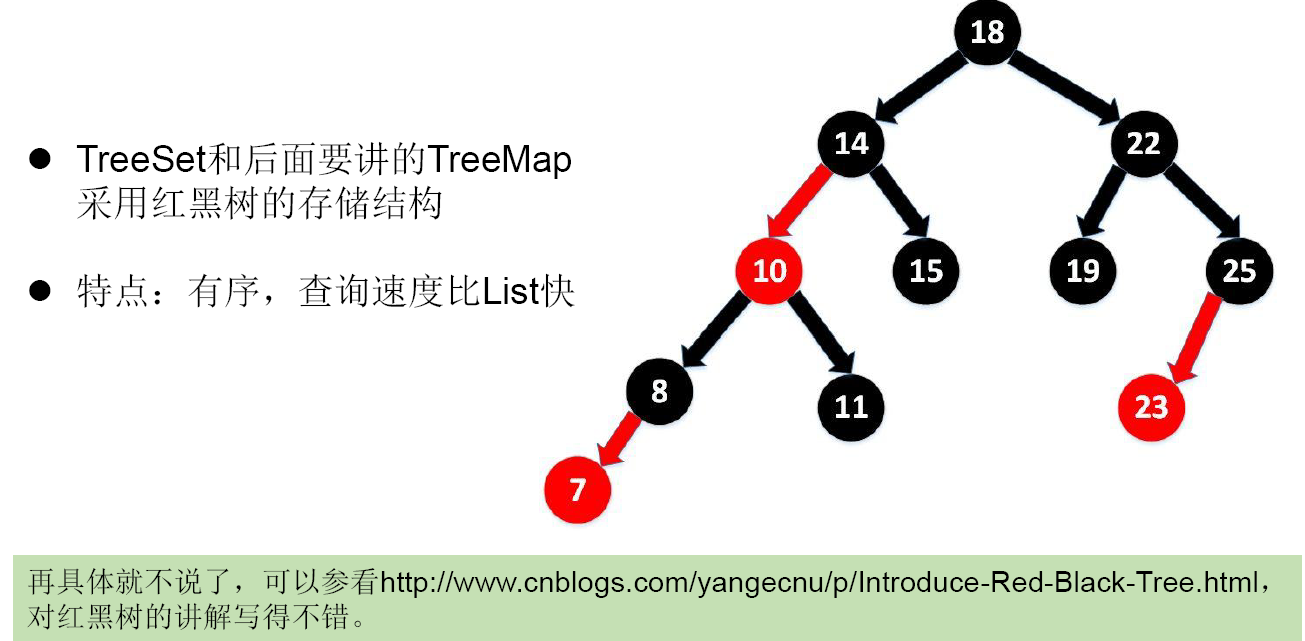 18
14
22
● TreeSet和后面要讲的TreeMap
采用红黑树的存储结构
10
15
19
25
● 特点：有序，查询速度比List快
8
11
23
7
再具体就不说了，可以参看http://www.cnblogs.com/yangecnu/p/Introduce-Red-Black-Tree.html，
对红黑树的讲解写得不错。